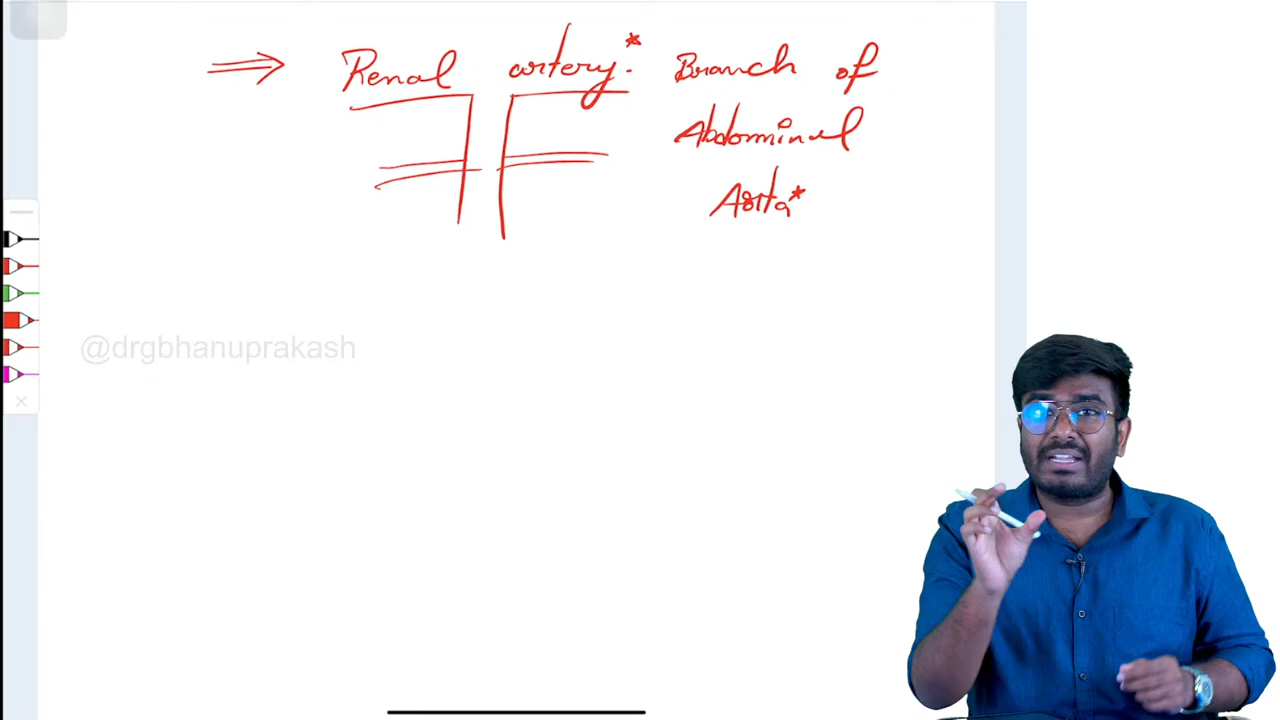 ⇒ Renal artery.* Branch of
Abdominal
Aorta*
@drgbhanuprakash